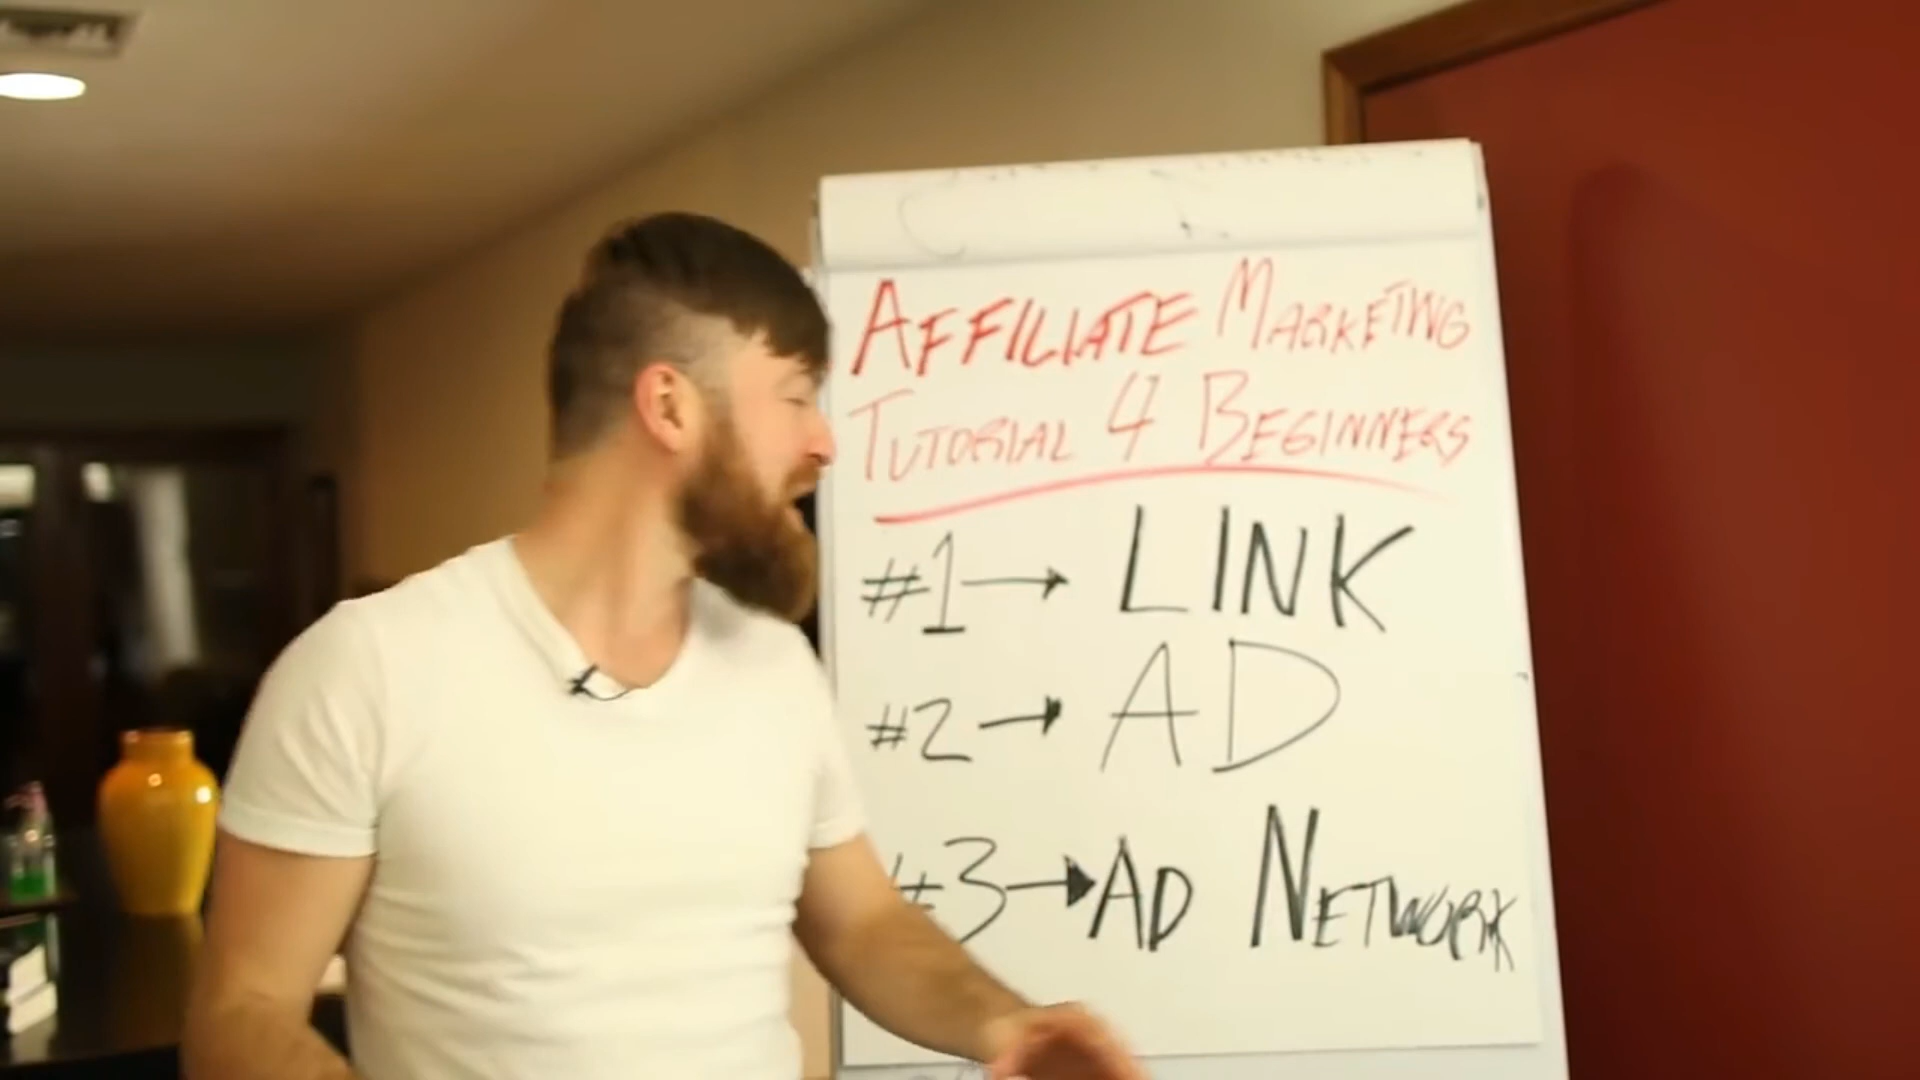 AFFILIATE MARKETING
TUTORIAL 4 BEGINNERS
#1 → LINK
#2 → AD
#3 → AD NETWORK